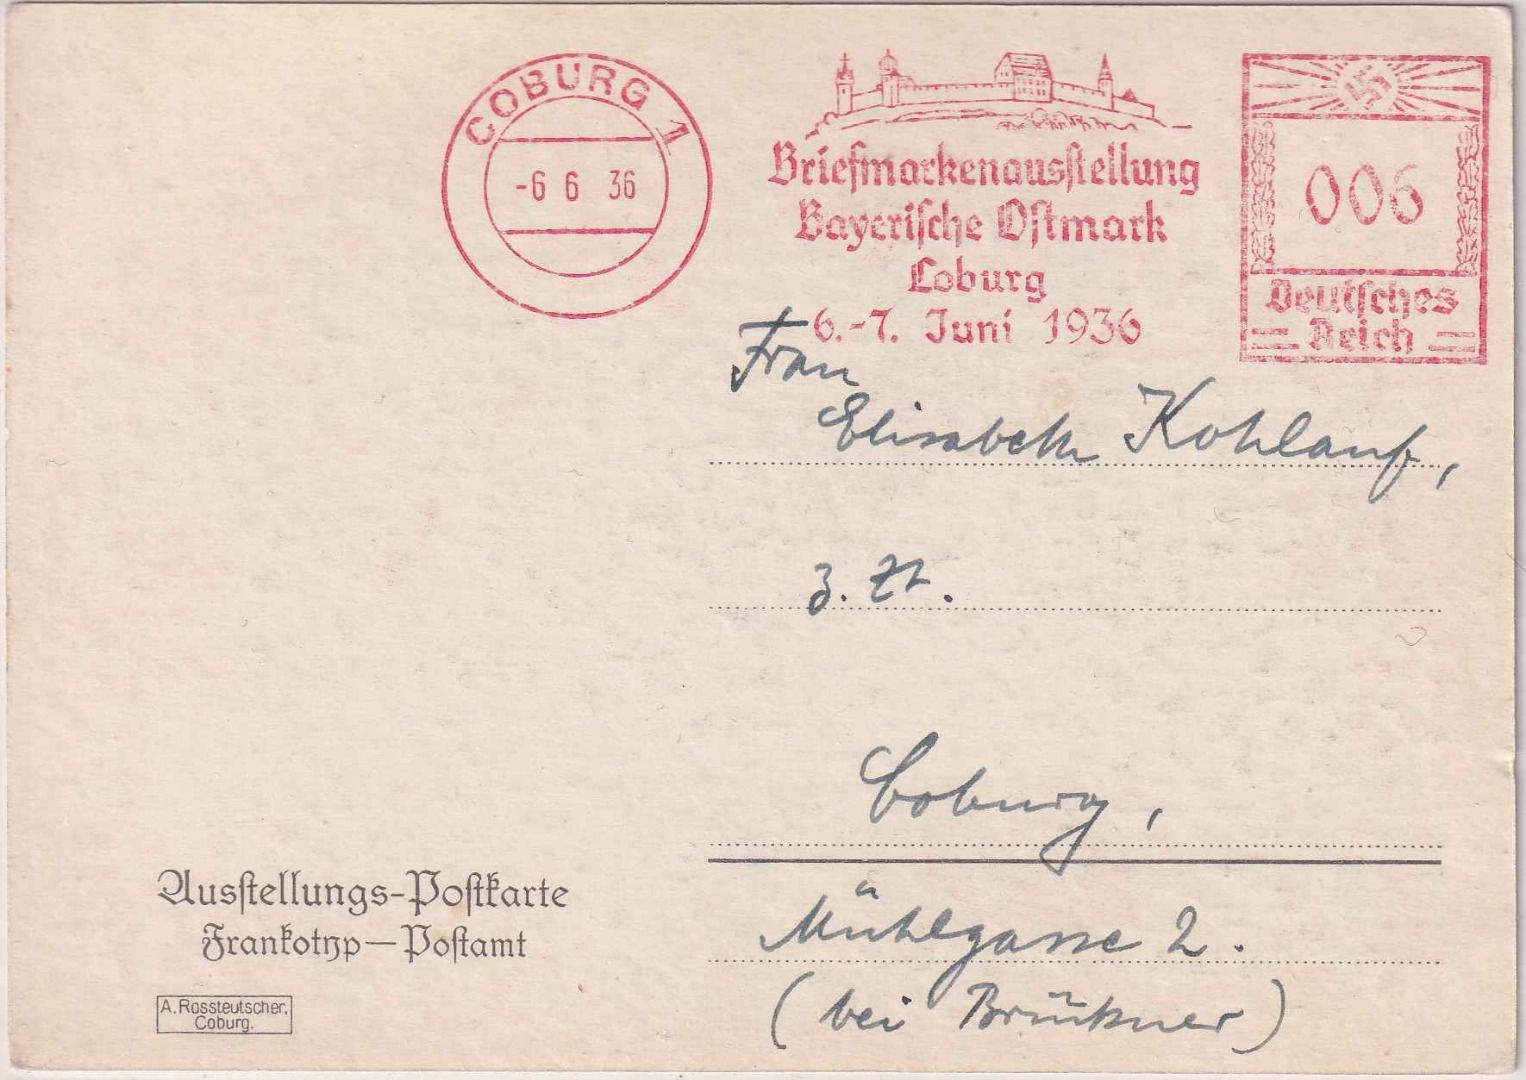 COBURG 1
-6 6 36
Briefmarkenausstellung
Bayerische Ostmark
Coburg
6.-7. Juni 1936
006
Deutsches
Reich
Frau
Elisabeth Kohlauf,
z. Zt.
Coburg,
Mühlgasse 2.
(bei Brückner)
Ausstellungs-Postkarte
Frankotyp—Postamt
A. Rossteutscher,
Coburg.